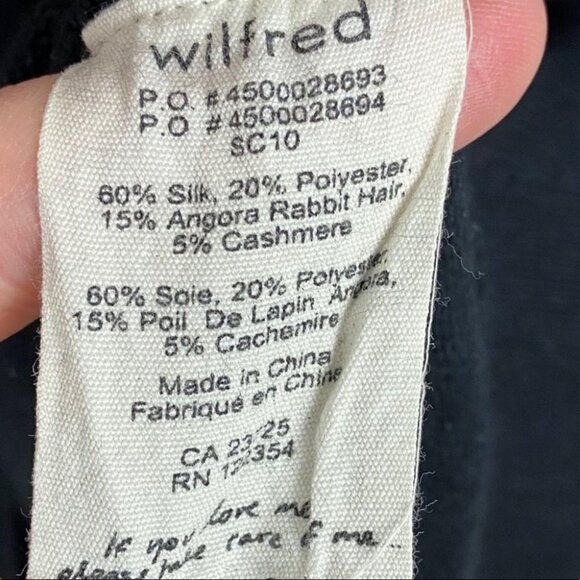 wilfred
P.O. #4500028693
P.O #4500028694
SC10
60% Silk, 20% Polyester,
15% Angora Rabbit Hair,
5% Cashmere
60% Soie, 20% Polyester,
15% Poil De Lapin Angora,
5% Cachemire
Made in China
Fabriqué en Chine
CA
RN
If you love me
please take care of me..